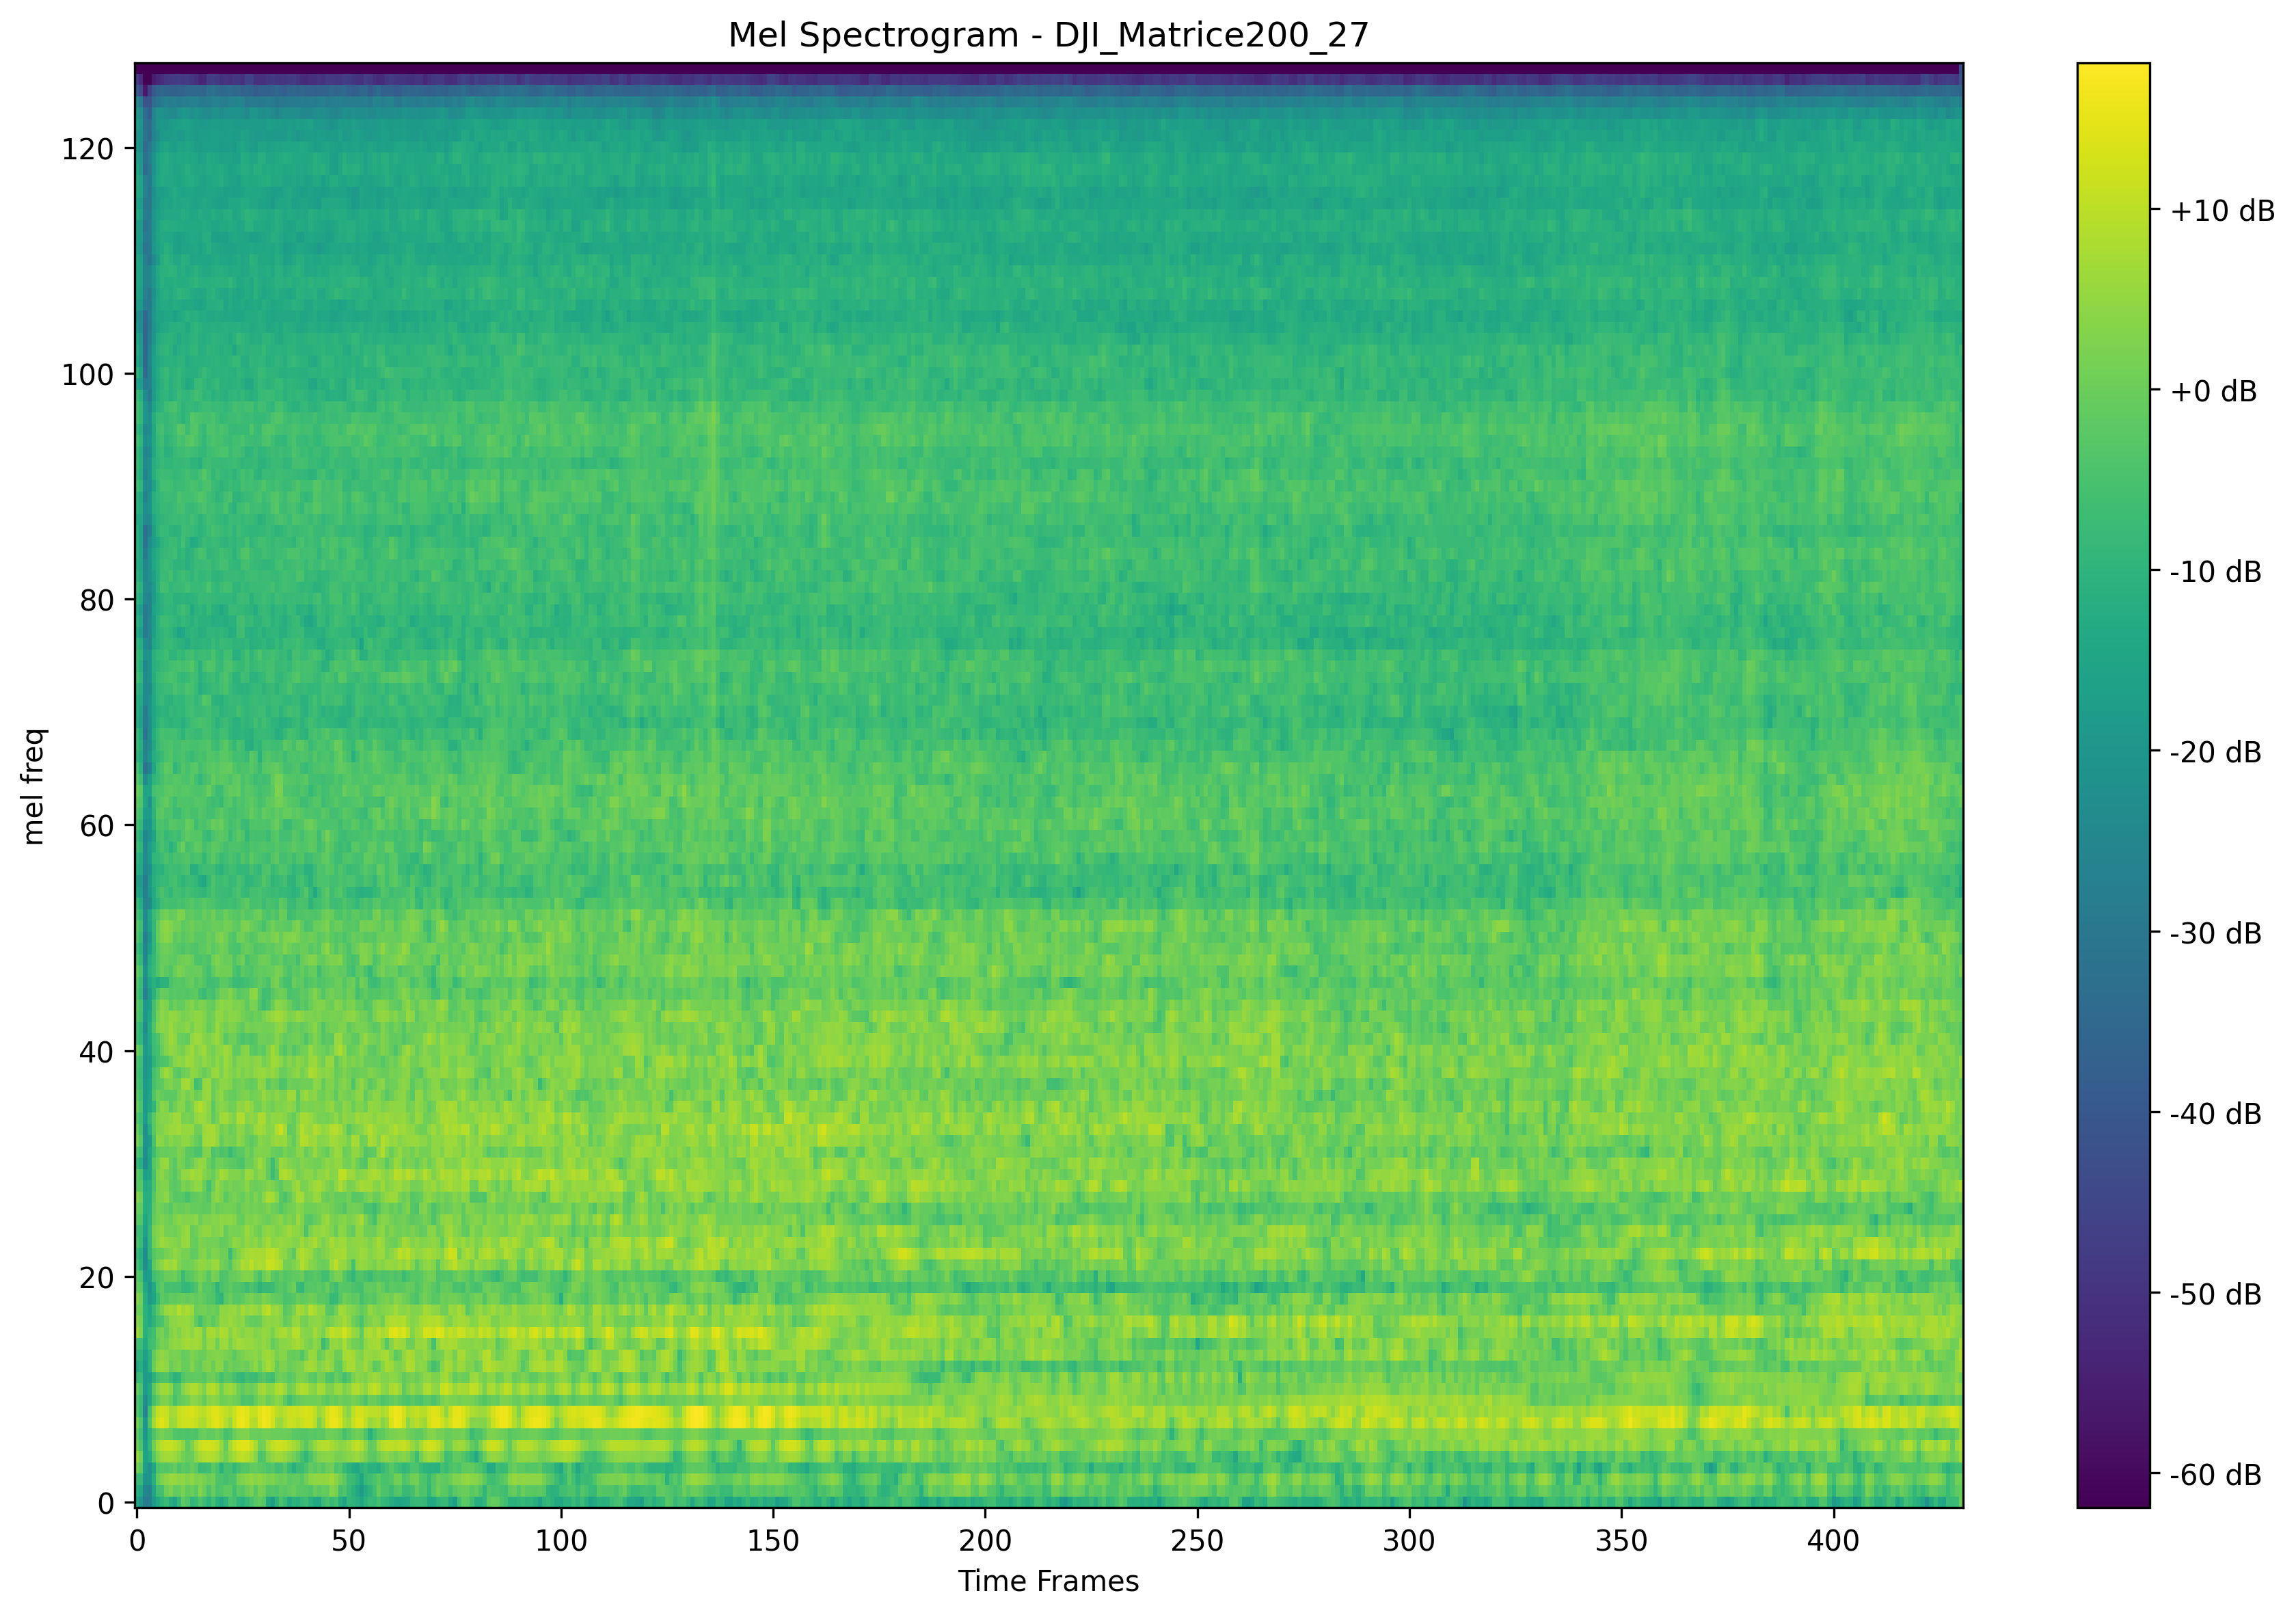 Mel Spectrogram - DJI_Matrice200_27
mel freq
120
100
80
60
40
20
0
0 50 100 150 200 250 300 350 400
Time Frames
+10 dB
+0 dB
-10 dB
-20 dB
-30 dB
-40 dB
-50 dB
-60 dB